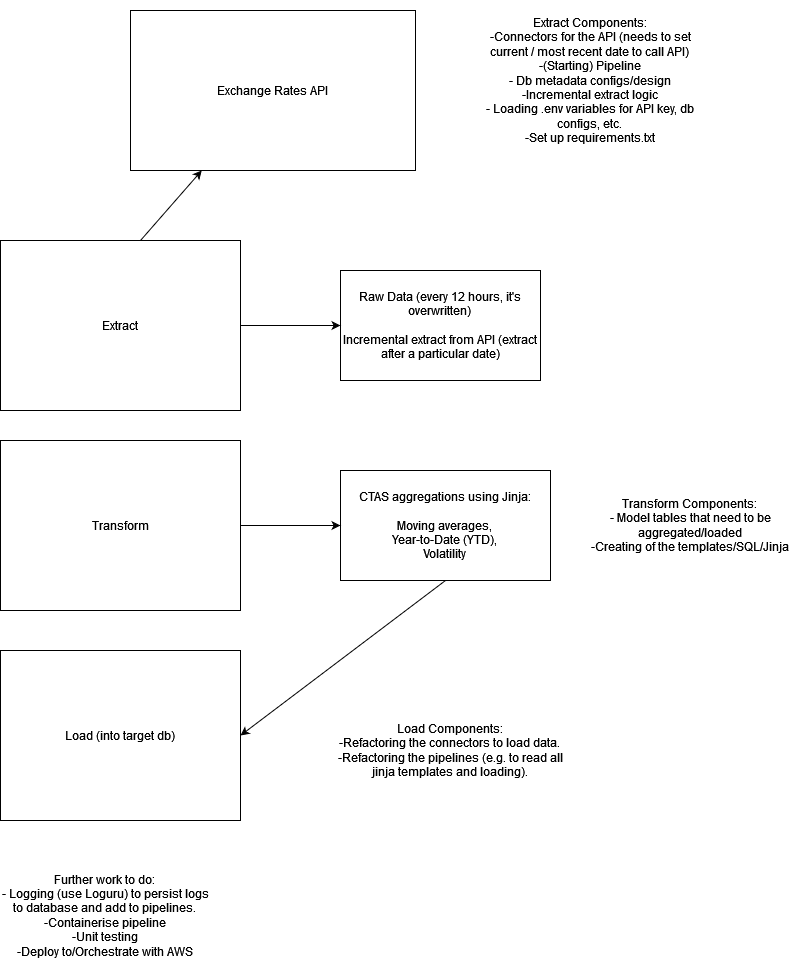 Exchange Rates API
Extract Components:
-Connectors for the API (needs to set
current / most recent date to call API)
-(Starting) Pipeline
- Db metadata configs/design
-Incremental extract logic
- Loading .env variables for API key, db
configs, etc.
-Set up requirements.txt
Extract
Raw Data (every 12 hours, it's
overwritten)
Incremental extract from API (extract
after a particular date)
Transform
CTAS aggregations using Jinja:
Moving averages,
Year-to-Date (YTD),
Volatility
Transform Components:
- Model tables that need to be
aggregated/loaded
-Creating of the templates/SQL/Jinja
Load (into target db)
Load Components:
-Refactoring the connectors to load data.
-Refactoring the pipelines (e.g. to read all
jinja templates and loading).
Further work to do:
- Logging (use Loguru) to persist logs
to database and add to pipelines.
-Containerise pipeline
-Unit testing
-Deploy to/Orchestrate with AWS